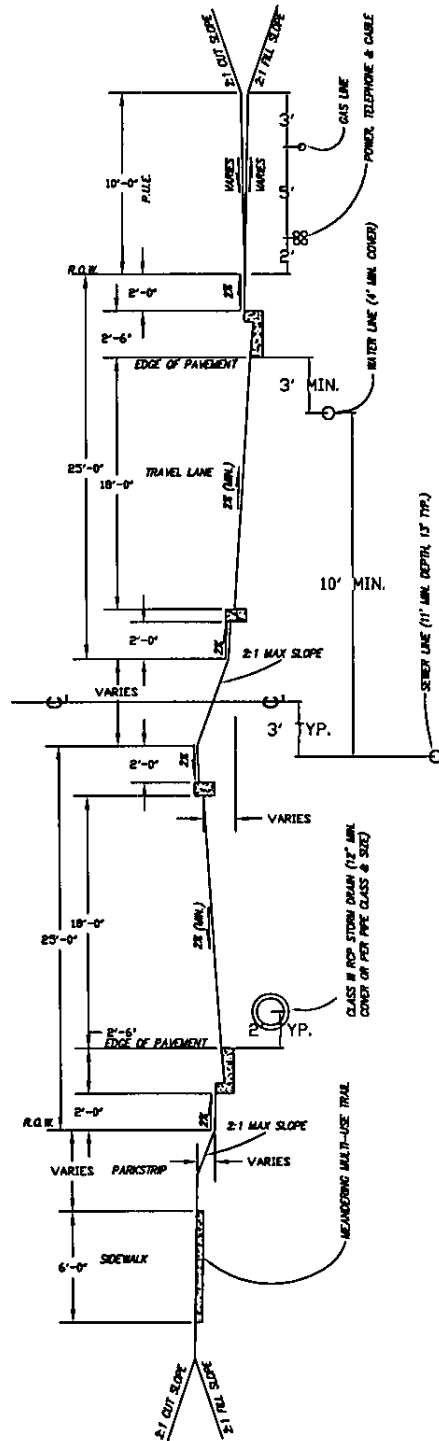 2:1 CUT SLOPE
2:1 FILL SLOPE
10'-0"
P.U.E.
VARIES
VARIES
3'
5'
2'
GAS LINE
POWER, TELEPHONE & CABLE
R.O.W.
2'-0"
2%
2'-6"
EDGE OF PAVEMENT
3' MIN.
WATER LINE (4' MIN. COVER)
25'-0"
18'-0"
TRAVEL LANE
2% (MIN.)
10' MIN.
2'-0"
2%
2:1 MAX SLOPE
SEWER LINE (11' MIN. DEPTH, 13' TYP.)
VARIES
3' TYP.
2'-0"
2%
VARIES
25'-0"
18'-0"
2% (MIN.)
CLASS III RCP STORM DRAIN (12" MIN.
COVER OR PER PIPE CLASS & SIZE)
2'-6"
2' TYP.
EDGE OF PAVEMENT
2'-0"
2%
R.O.W.
2:1 MAX SLOPE
VARIES
PARKSTRIP
VARIES
MEANDERING MULTI-USE TRAIL
6'-0"
SIDEWALK
2:1 CUT SLOPE
2:1 FILL SLOPE